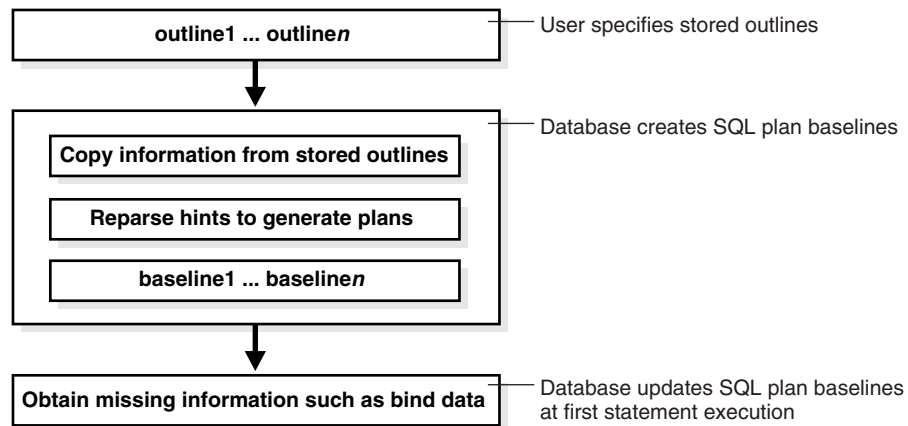 outline1 ... outlinen
User specifies stored outlines
Database creates SQL plan baselines
Copy information from stored outlines
Reparse hints to generate plans
baseline1 ... baselinen
Obtain missing information such as bind data
Database updates SQL plan baselines
at first statement execution